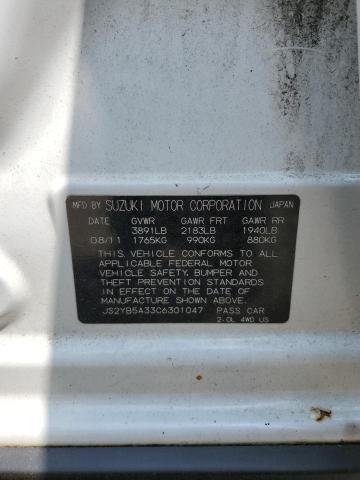 MFD BY SUZUKI MOTOR CORPORATION JAPAN
DATE GVWR GAWR FRT GAWR RR
3891LB 2183LB 1940LB
08/11 1765KG 990KG 880KG
THIS VEHICLE CONFORMS TO ALL
APPLICABLE FEDERAL MOTOR
VEHICLE SAFETY, BUMPER AND
THEFT PREVENTION STANDARDS
IN EFFECT ON THE DATE OF
MANUFACTURE SHOWN ABOVE.
JS2YB5A33C6301047 PASS CAR
2.0L 4WD US